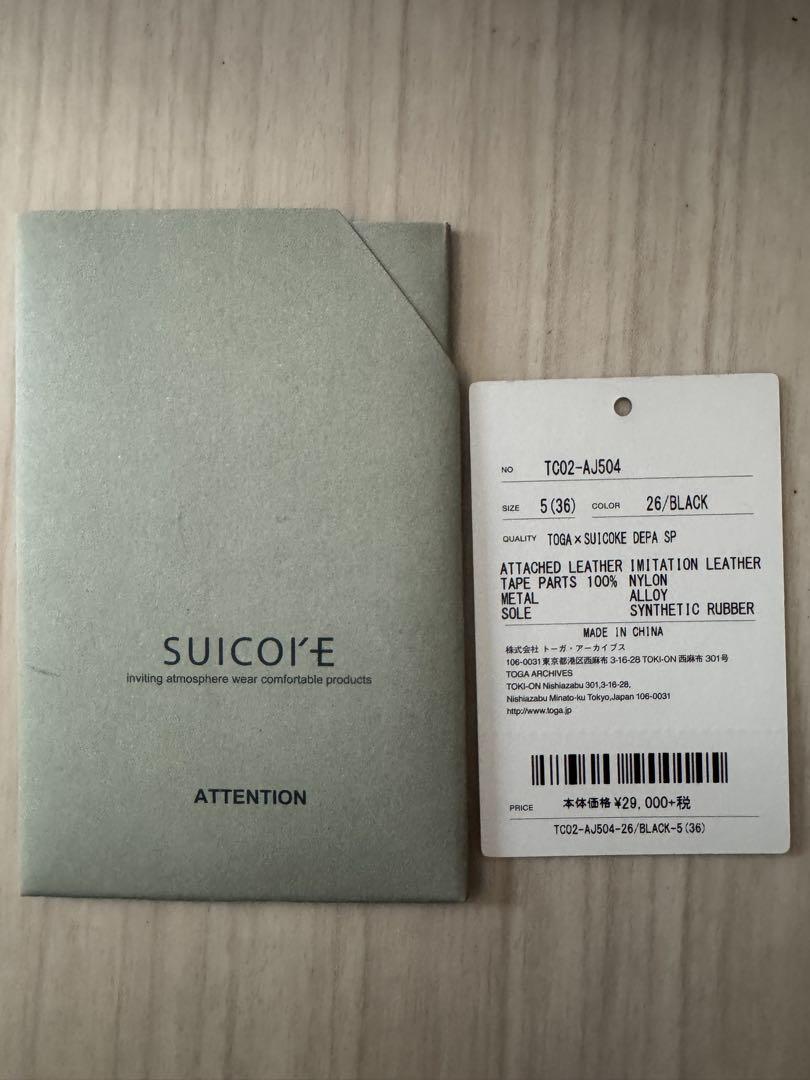 SUICOKE
inviting atmosphere wear comfortable products
ATTENTION
NO TC02-AJ504
SIZE 5(36) COLOR 26/BLACK
QUALITY TOGA×SUICOKE DEPA SP
ATTACHED LEATHER IMITATION LEATHER
TAPE PARTS 100% NYLON
METAL ALLOY
SOLE SYNTHETIC RUBBER
MADE IN CHINA
株式会社 トーガ・アーカイブス
106-0031 東京都港区西麻布 3-16-28 TOKI-ON 西麻布 301号
TOGA ARCHIVES
TOKI-ON Nishiazabu 301,3-16-28,
Nishiazabu Minato-ku Tokyo,Japan 106-0031
http://www.toga.jp
PRICE 本体価格 ¥29,000+税
TC02-AJ504-26/BLACK-5(36)